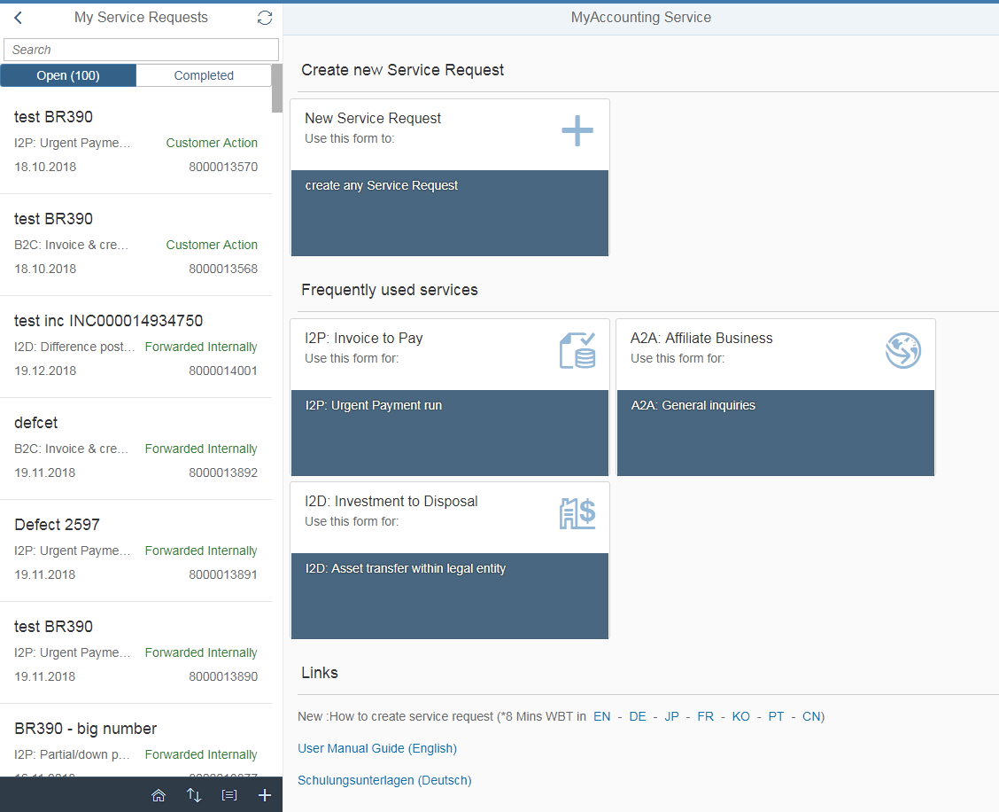 My Service Requests
Search
Open (100)
Completed
test BR390
I2P: Urgent Payme... Customer Action
18.10.2018 8000013570
test BR390
B2C: Invoice & cre... Customer Action
18.10.2018 8000013568
test inc INC000014934750
I2D: Difference post... Forwarded Internally
19.12.2018 8000014001
defcet
B2C: Invoice & cre... Forwarded Internally
19.11.2018 8000013892
Defect 2597
I2P: Urgent Payme... Forwarded Internally
19.11.2018 8000013891
test BR390
I2P: Urgent Payme... Forwarded Internally
19.11.2018 8000013890
BR390 - big number
I2P: Partial/down p... Forwarded Internally
MyAccounting Service
Create new Service Request
New Service Request
Use this form to:
create any Service Request
Frequently used services
I2P: Invoice to Pay
Use this form for:
I2P: Urgent Payment run
A2A: Affiliate Business
Use this form for:
A2A: General inquiries
I2D: Investment to Disposal
Use this form for:
I2D: Asset transfer within legal entity
Links
New :How to create service request (*8 Mins WBT in EN - DE - JP - FR - KO - PT - CN)
User Manual Guide (English)
Schulungsunterlagen (Deutsch)